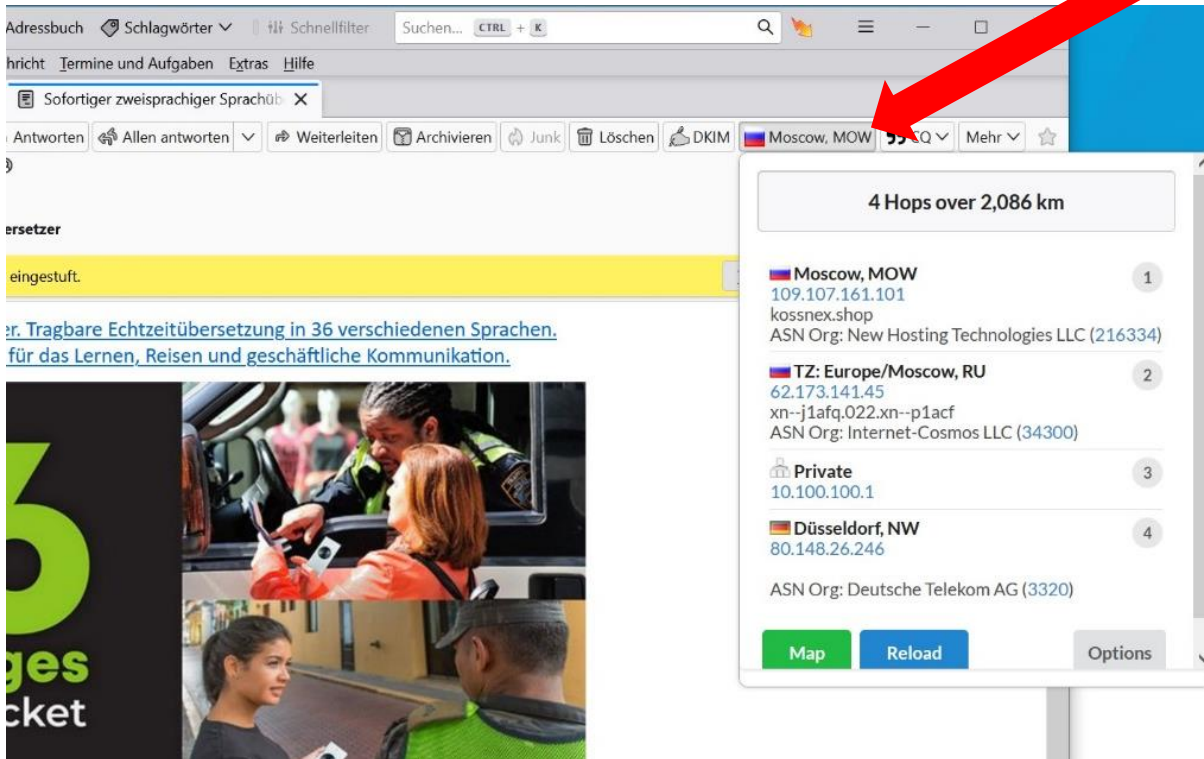 Adressbuch Schlagwörter Schnellfilter Suchen... CTRL + K
hricht Termine und Aufgaben Extras Hilfe
Sofortiger zweisprachiger Sprachüb
Antworten Allen antworten Weiterleiten Archivieren Junk Löschen DKIM Moscow, MOW CQ Mehr
ersetzer
eingestuft.
er. Tragbare Echtzeitübersetzung in 36 verschiedenen Sprachen.
für das Lernen, Reisen und geschäftliche Kommunikation.
6
ges
cket
4 Hops over 2,086 km
Moscow, MOW 1
109.107.161.101
kossnex.shop
ASN Org: New Hosting Technologies LLC (216334)
TZ: Europe/Moscow, RU 2
62.173.141.45
xn--j1afq.022.xn--p1acf
ASN Org: Internet-Cosmos LLC (34300)
Private 3
10.100.100.1
Düsseldorf, NW 4
80.148.26.246
ASN Org: Deutsche Telekom AG (3320)
Map Reload Options